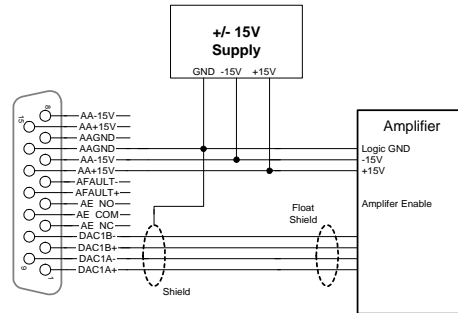 +/- 15V
Supply
GND -15V +15V
8
15
AA-15V
AA+15V
AAGND
AAGND
AA-15V
AA+15V
AFAULT-
AFAULT+
AE NO
AE COM
AE NC
DAC1B-
DAC1B+
DAC1A-
DAC1A+
9
1
Shield
Float
Shield
Amplifier
Logic GND
-15V
+15V
Amplifer Enable